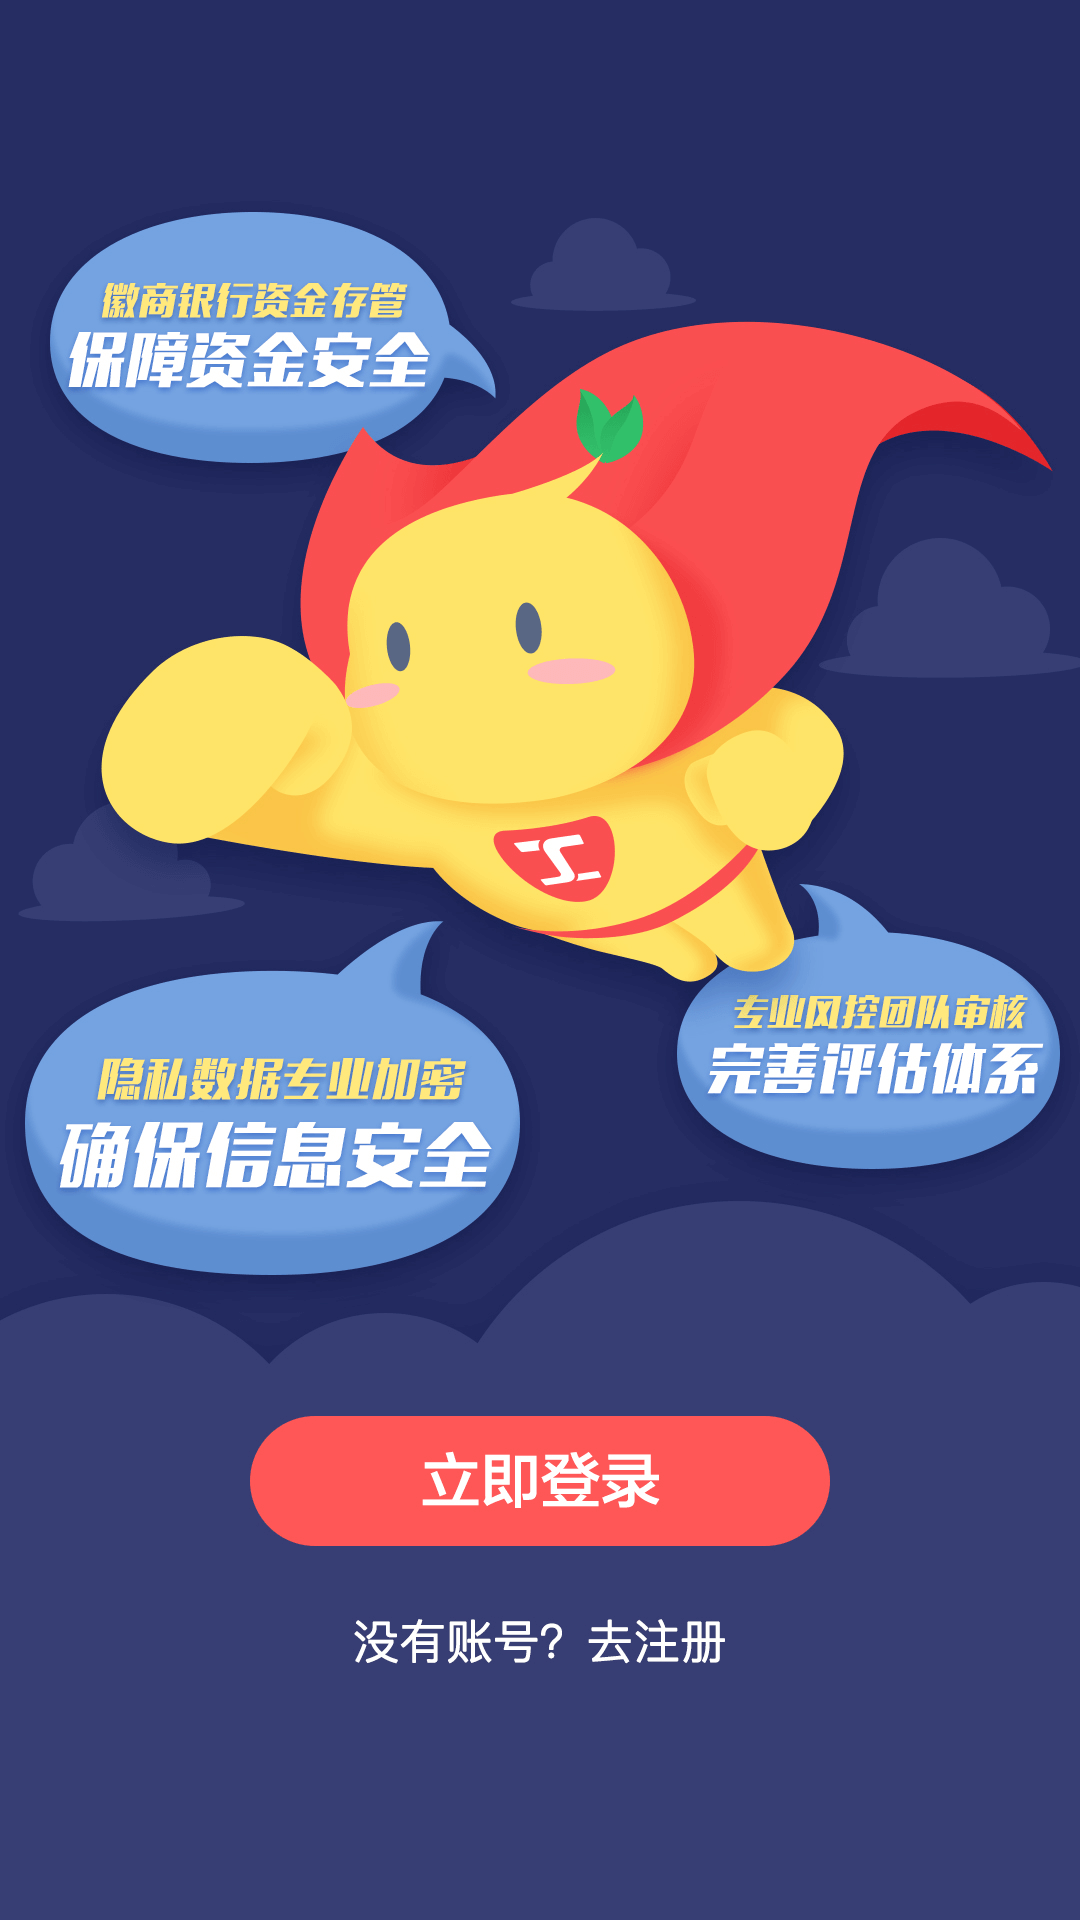 徽商银行资金存管
保障资金安全
专业风控团队审核
完善评估体系
隐私数据专业加密
确保信息安全
立即登录
没有账号？去注册